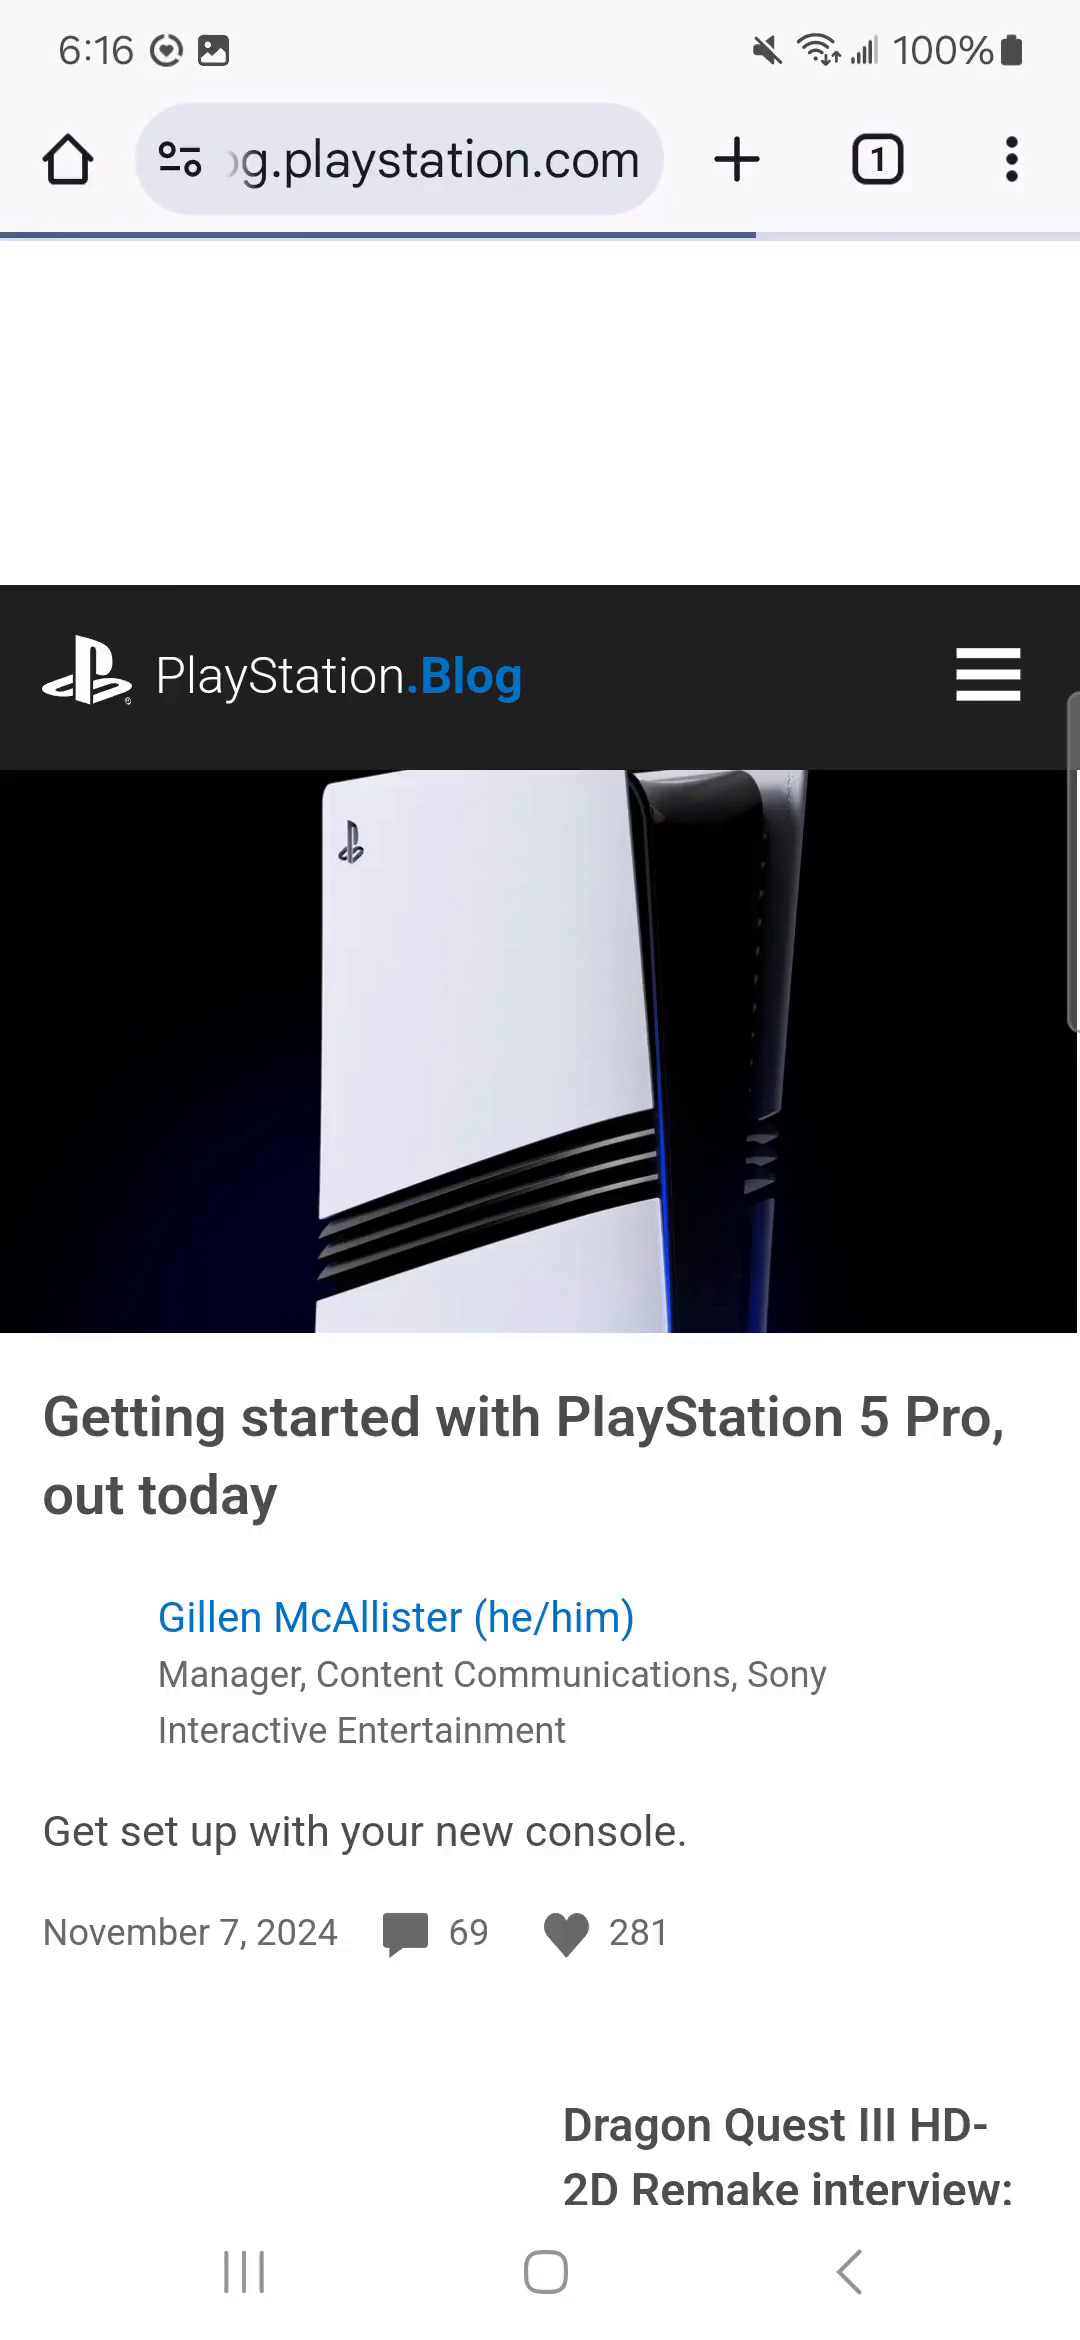 6:16
100%
g.playstation.com
1
PlayStation.Blog
Getting started with PlayStation 5 Pro,
out today
Gillen McAllister (he/him)
Manager, Content Communications, Sony
Interactive Entertainment
Get set up with your new console.
November 7, 2024
69
281
Dragon Quest III HD-
2D Remake interview: